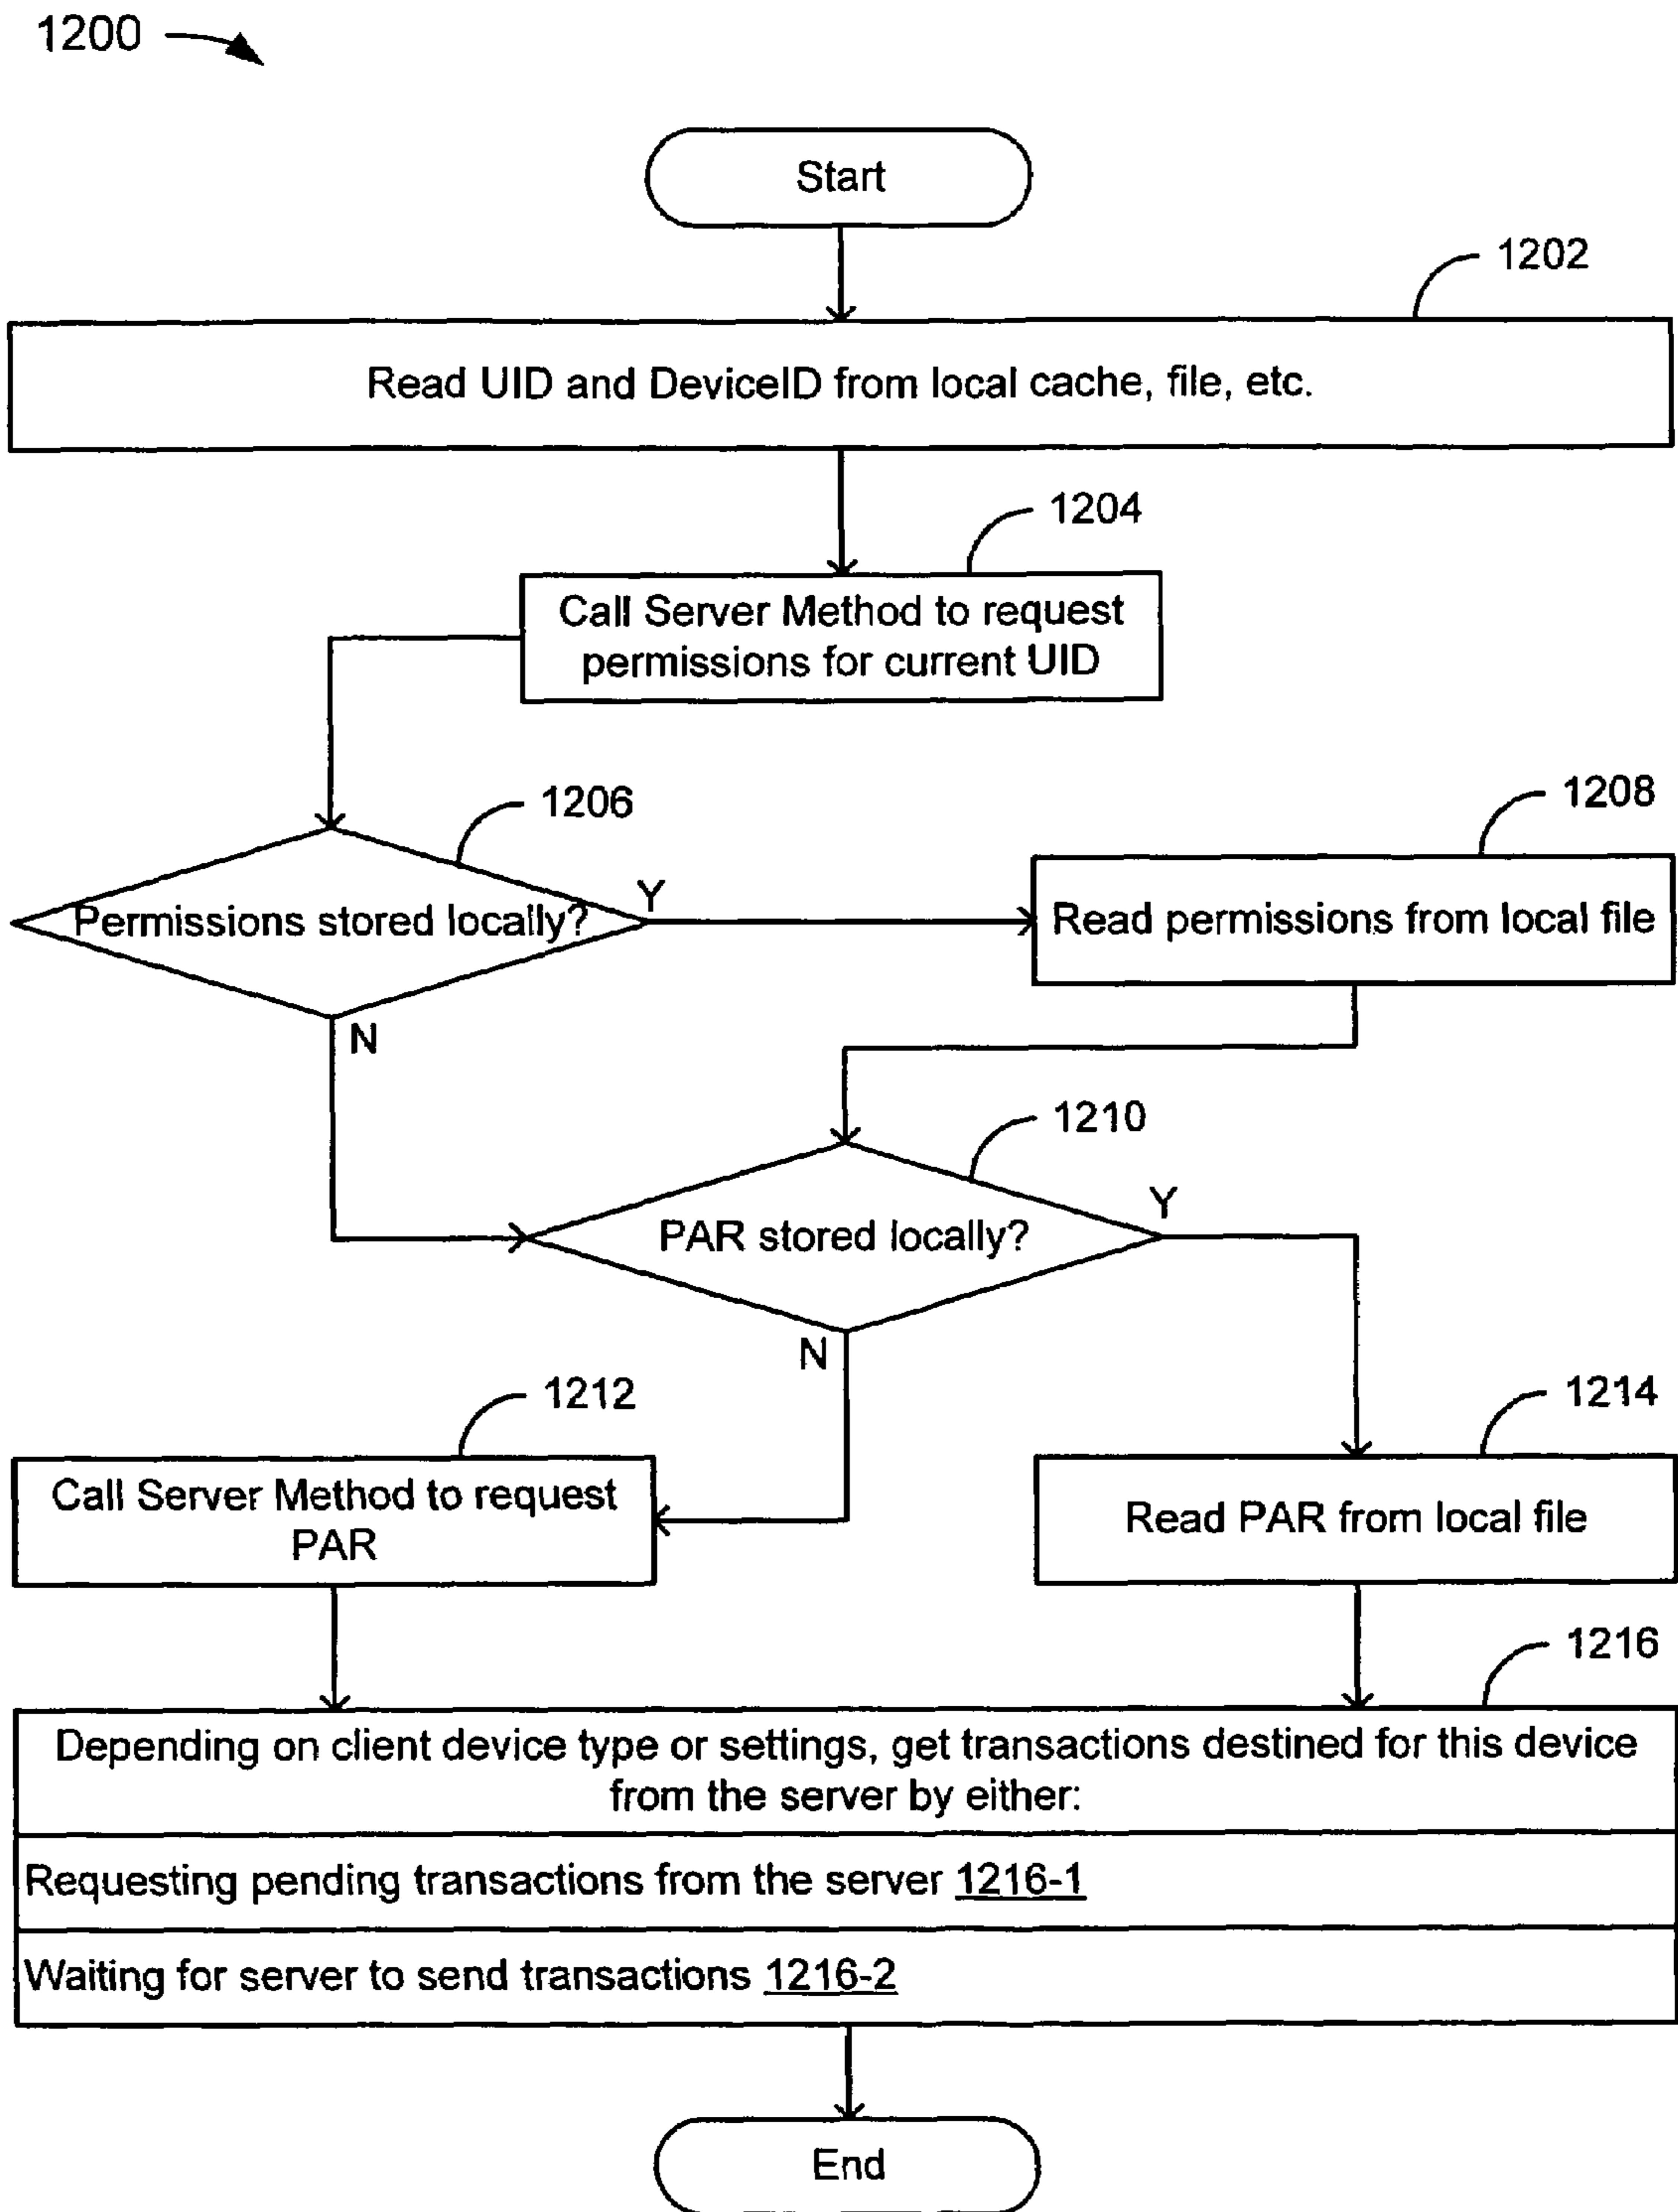 1200
Start
1202
Read UID and DeviceID from local cache, file, etc.
1204
Call Server Method to request
permissions for current UID
1206
1208
Permissions stored locally?
Y
Read permissions from local file
N
1210
PAR stored locally?
Y
N
1212
1214
Call Server Method to request
PAR
Read PAR from local file
1216
Depending on client device type or settings, get transactions destined for this device
from the server by either:
Requesting pending transactions from the server 1216-1
Waiting for server to send transactions 1216-2
End